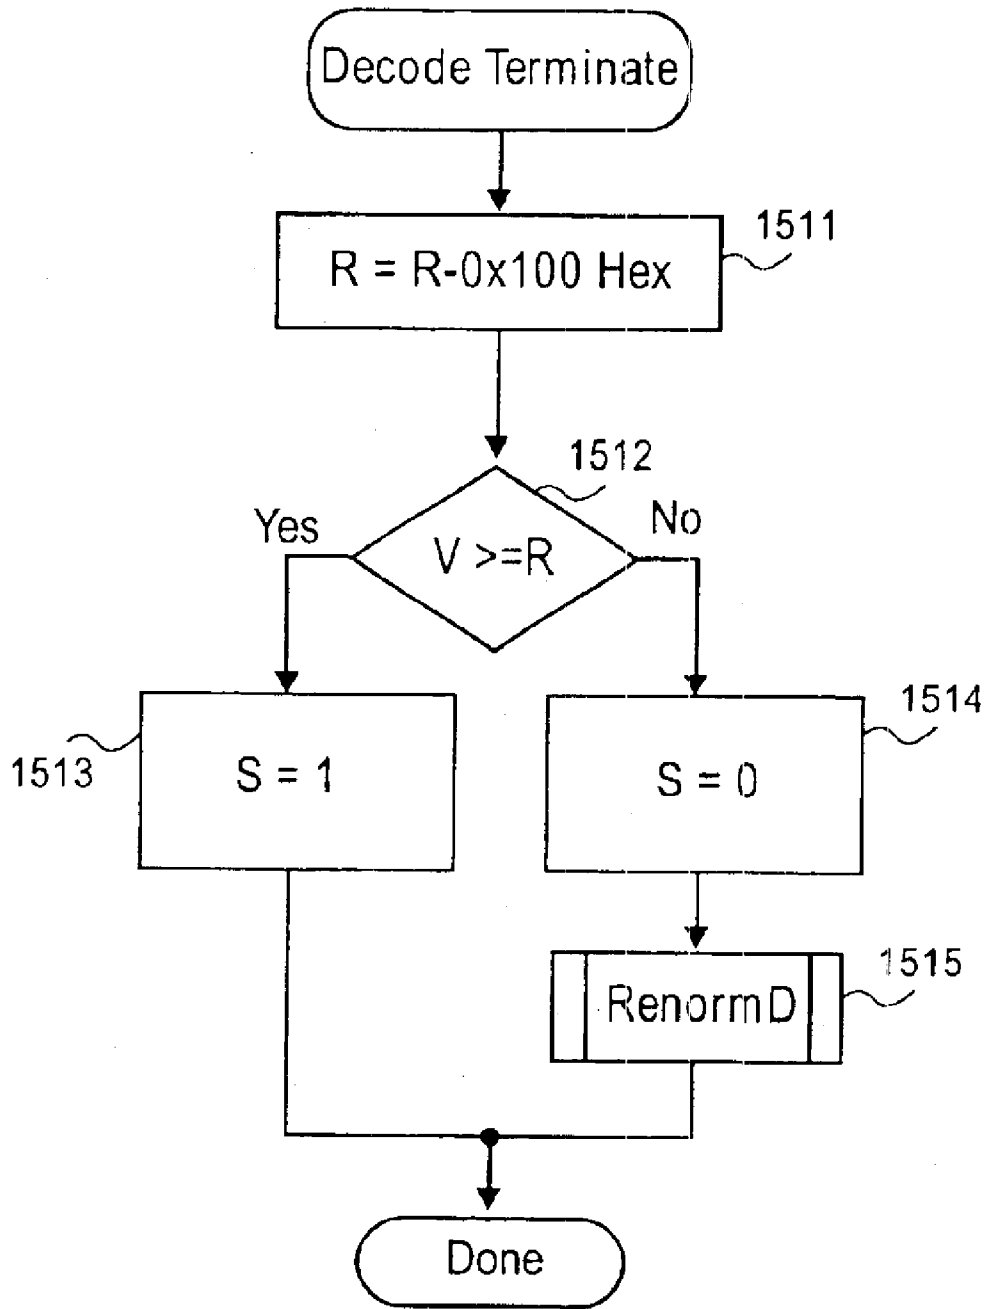 Decode Terminate
1511
R = R-0x100 Hex
1512
Yes
No
V >=R
1513
S = 1
1514
S = 0
1515
RenormD
Done